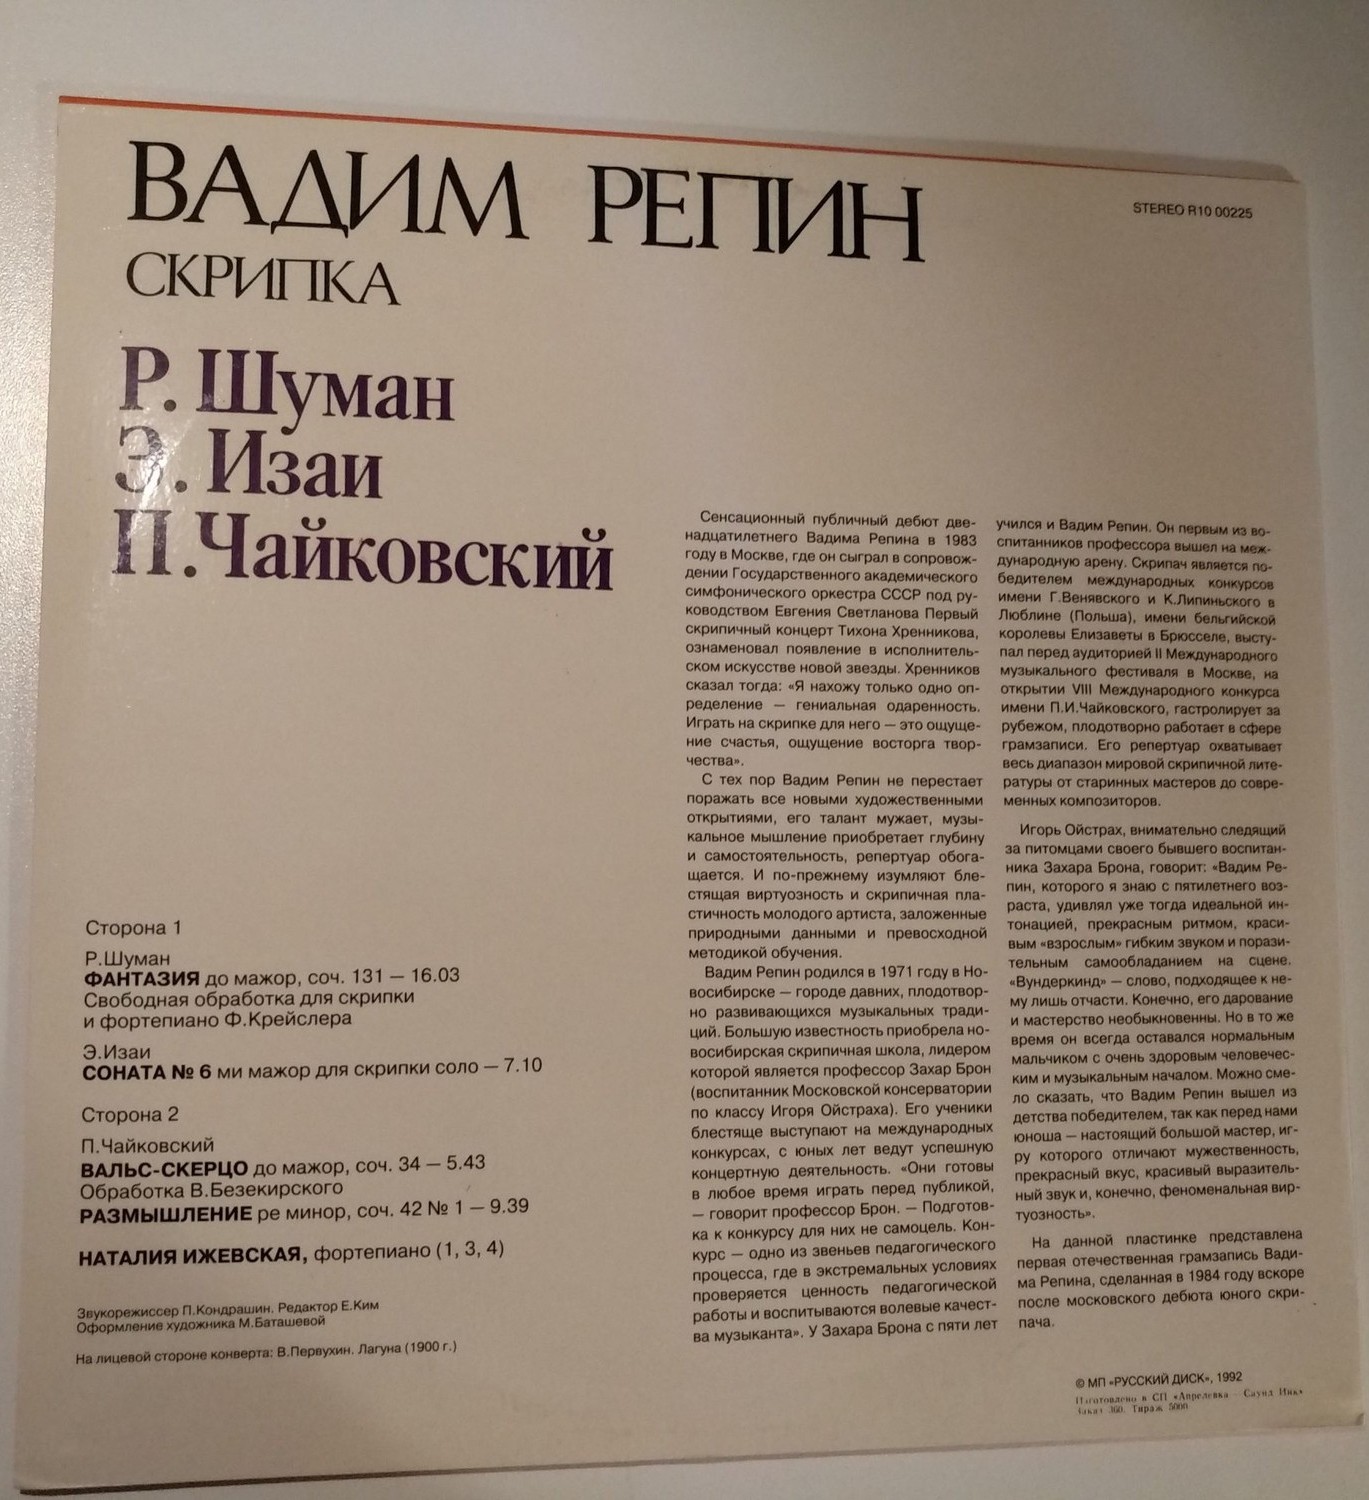 ВАДИМ РЕПИН
СКРИПКА
STEREO R10 00225
Р. Шуман
Э. Изаи
П. Чайковский
Сторона 1
Р.Шуман
ФАНТАЗИЯ до мажор, соч. 131 — 16.03
Свободная обработка для скрипки
и фортепиано Ф.Крейслера
Э.Изаи
СОНАТА № 6 ми мажор для скрипки соло — 7.10
Сторона 2
П.Чайковский
ВАЛЬС-СКЕРЦО до мажор, соч. 34 — 5.43
Обработка В.Безекирского
РАЗМЫШЛЕНИЕ ре минор, соч. 42 № 1 — 9.39
НАТАЛИЯ ИЖЕВСКАЯ, фортепиано (1, 3, 4)
Звукорежиссер П.Кондрашин. Редактор Е.Ким
Оформление художника М.Баташевой
На лицевой стороне конверта: В.Первухин. Лагуна (1900 г.)
Сенсационный публичный дебют две-
надцатилетнего Вадима Репина в 1983
году в Москве, где он сыграл в сопровож-
дении Государственного академического
симфонического оркестра СССР под ру-
ководством Евгения Светланова Первый
скрипичный концерт Тихона Хренникова,
ознаменовал появление в исполнитель-
ском искусстве новой звезды. Хренников
сказал тогда: «Я нахожу только одно оп-
ределение — гениальная одаренность.
Играть на скрипке для него — это ощуще-
ние счастья, ощущение восторга твор-
чества».
С тех пор Вадим Репин не перестает
поражать все новыми художественными
открытиями, его талант мужает, музы-
кальное мышление приобретает глубину
и самостоятельность, репертуар обога-
щается. И по-прежнему изумляют бле-
стящая виртуозность и скрипичная пла-
стичность молодого артиста, заложенные
природными данными и превосходной
методикой обучения.
Вадим Репин родился в 1971 году в Но-
восибирске — городе давних, плодотвор-
но развивающихся музыкальных тради-
ций. Большую известность приобрела но-
восибирская скрипичная школа, лидером
которой является профессор Захар Брон
(воспитанник Московской консерватории
по классу Игоря Ойстраха). Его ученики
блестяще выступают на международных
конкурсах, с юных лет ведут успешную
концертную деятельность. «Они готовы
в любое время играть перед публикой,
— говорит профессор Брон. — Подготов-
ка к конкурсу для них не самоцель. Кон-
курс — одно из звеньев педагогического
процесса, где в экстремальных условиях
проверяется ценность педагогической
работы и воспитываются волевые качест-
ва музыканта». У Захара Брона с пяти лет
учился и Вадим Репин. Он первым из во-
спитанников профессора вышел на меж-
дународную арену. Скрипач является по-
бедителем международных конкурсов
имени Г.Венявского и К.Липиньского в
Люблине (Польша), имени бельгийской
королевы Елизаветы в Брюсселе, высту-
пал перед аудиторией II Международного
музыкального фестиваля в Москве, на
открытии VIII Международного конкурса
имени П.И.Чайковского, гастролирует за
рубежом, плодотворно работает в сфере
грамзаписи. Его репертуар охватывает
весь диапазон мировой скрипичной лите-
ратуры от старинных мастеров до совре-
менных композиторов.
Игорь Ойстрах, внимательно следящий
за питомцами своего бывшего воспитан-
ника Захара Брона, говорит: «Вадим Ре-
пин, которого я знаю с пятилетнего воз-
раста, удивлял уже тогда идеальной ин-
тонацией, прекрасным ритмом, краси-
вым «взрослым» гибким звуком и порази-
тельным самообладанием на сцене.
«Вундеркинд» — слово, подходящее к не-
му лишь отчасти. Конечно, его дарование
и мастерство необыкновенны. Но в то же
время он всегда оставался нормальным
мальчиком с очень здоровым человечес-
ким и музыкальным началом. Можно сме-
ло сказать, что Вадим Репин вышел из
детства победителем, так как перед нами
юноша — настоящий большой мастер, иг-
ру которого отличают мужественность,
прекрасный вкус, красивый выразитель-
ный звук и, конечно, феноменальная вир-
туозность».
На данной пластинке представлена
первая отечественная грамзапись Вади-
ма Репина, сделанная в 1984 году вскоре
после московского дебюта юного скри-
пача.
© МП «РУССКИЙ ДИСК», 1992
Изготовлено в СП «Апрелевка — Саунд Инк»
Заказ 360. Тираж 5000